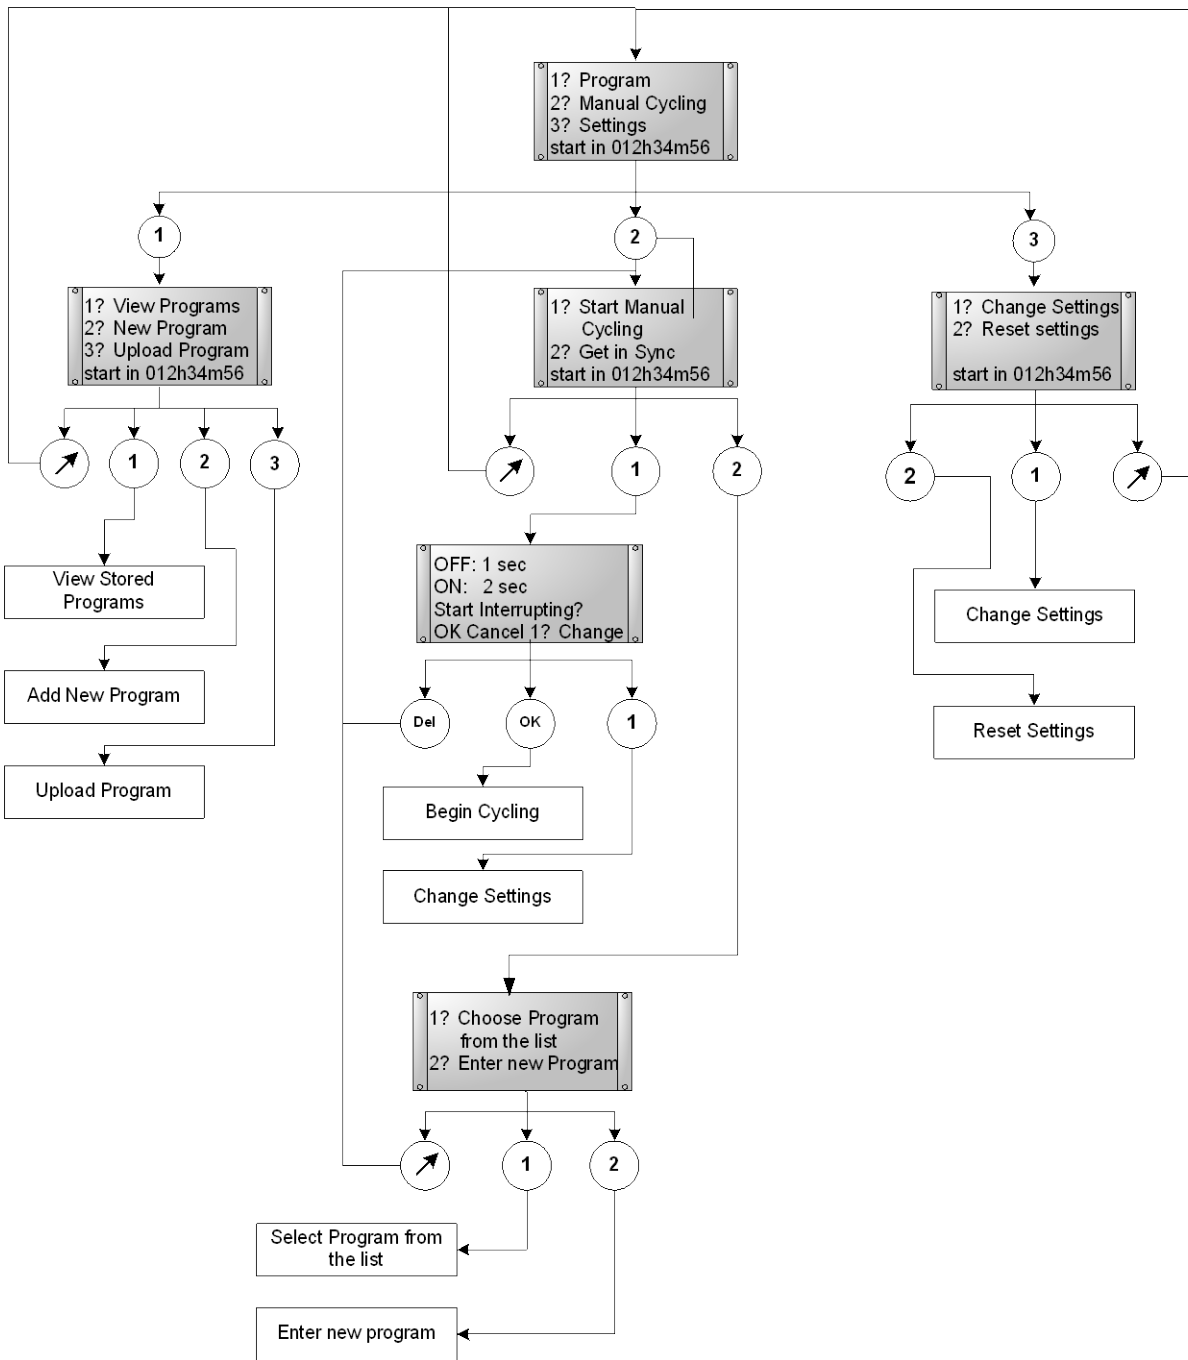 1? Program
2? Manual Cycling
3? Settings
start in 012h34m56
1
2
3
1? View Programs
2? New Program
3? Upload Program
start in 012h34m56
1? Start Manual
Cycling
2? Get in Sync
start in 012h34m56
1? Change Settings
2? Reset settings
start in 012h34m56
1
2
3
1
2
2
1
OFF: 1 sec
ON: 2 sec
Start Interrupting?
OK Cancel 1? Change
View Stored
Programs
Change Settings
Add New Program
Del
OK
1
Reset Settings
Upload Program
Begin Cycling
Change Settings
1? Choose Program
from the list
2? Enter new Program
1
2
Select Program from
the list
Enter new program